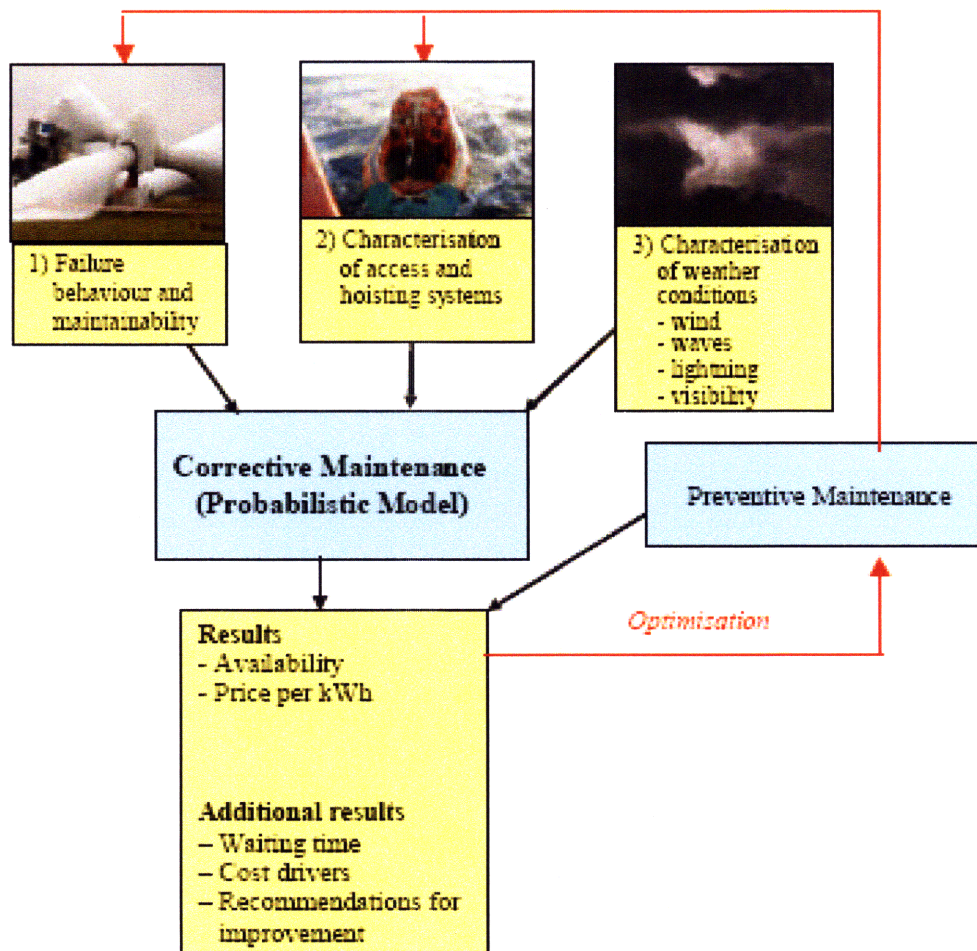 1) Failure
behaviour and
maintainability
2) Characterisation
of access and
hoisting systems
3) Characterisation
of weather
conditions
- wind
- waves
- lightning
- visibility
Corrective Maintenance
(Probabilistic Model)
Preventive Maintenance
Optimisation
Results
- Availability
- Price per kWh
Additional results
– Waiting time
– Cost drivers
– Recommendations for
improvement